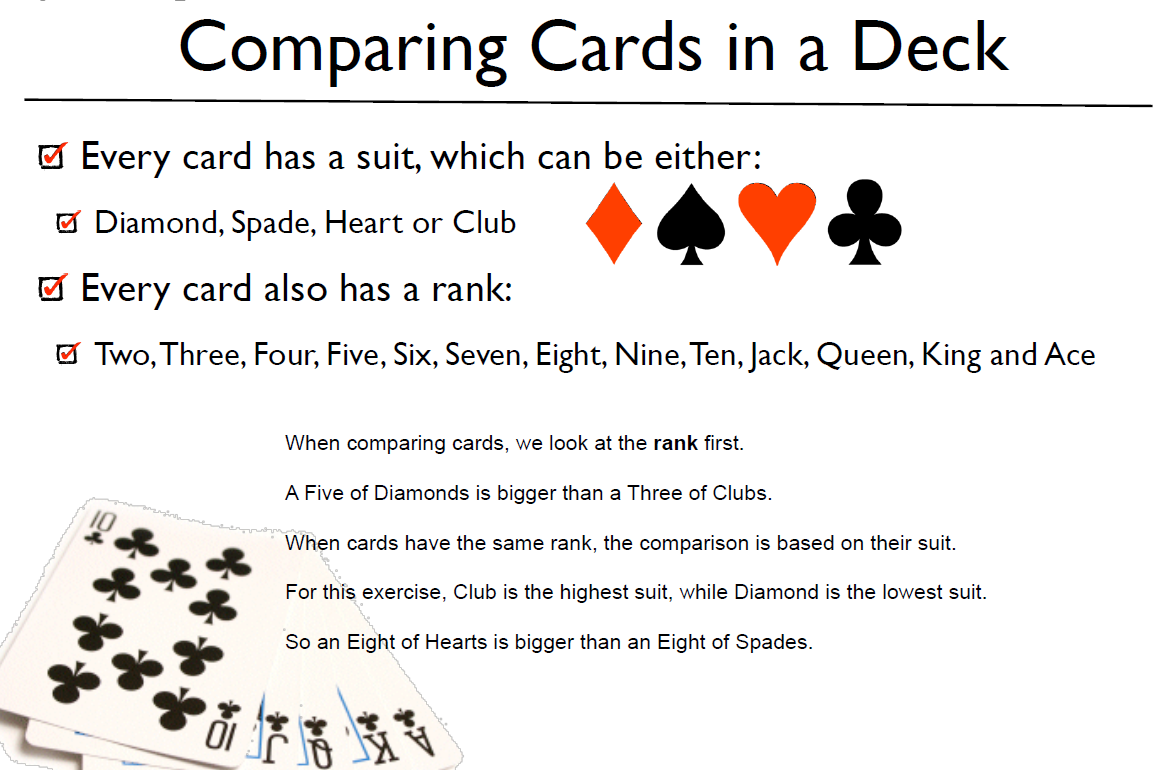 Comparing Cards in a Deck
Every card has a suit, which can be either:
Diamond, Spade, Heart or Club
Every card also has a rank:
Two, Three, Four, Five, Six, Seven, Eight, Nine, Ten, Jack, Queen, King and Ace
When comparing cards, we look at the rank first.
A Five of Diamonds is bigger than a Three of Clubs.
When cards have the same rank, the comparison is based on their suit.
For this exercise, Club is the highest suit, while Diamond is the lowest suit.
So an Eight of Hearts is bigger than an Eight of Spades.
10
10 J Q K A